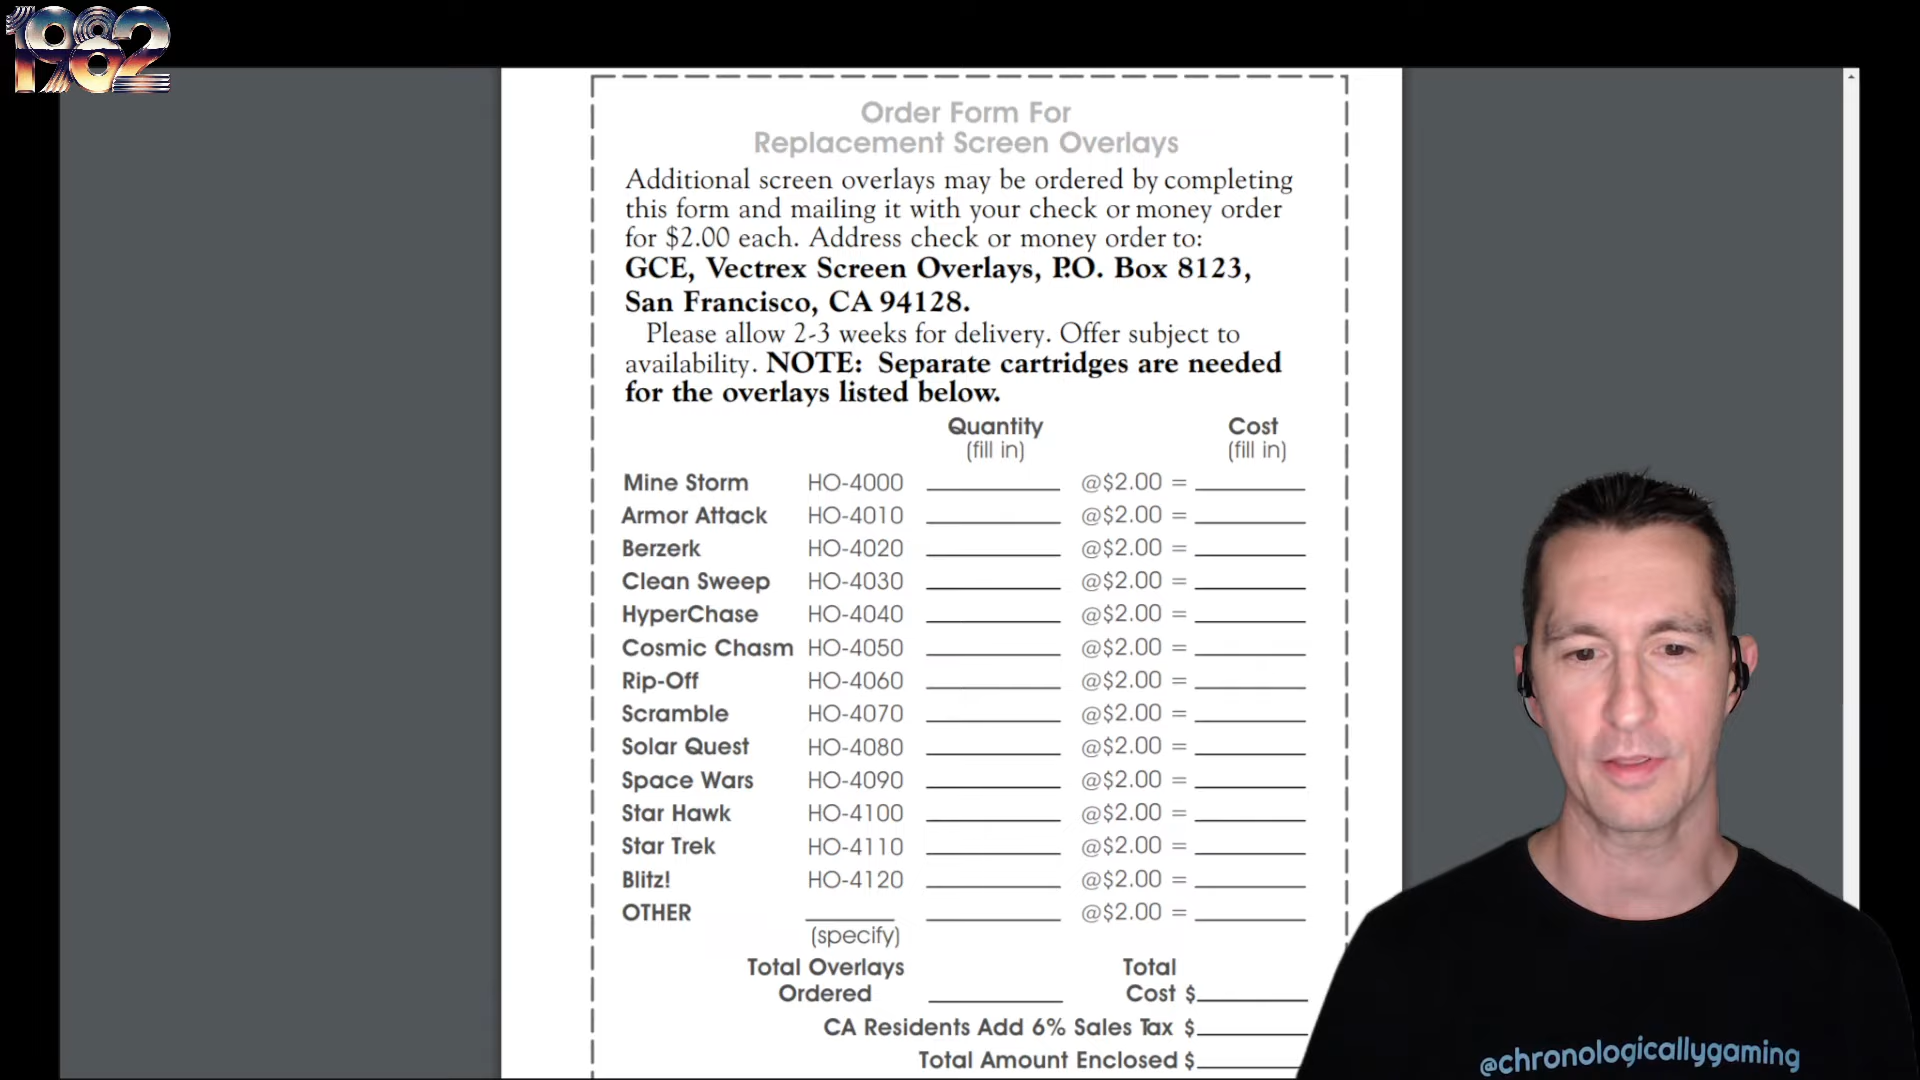 1982
Order Form For
Replacement Screen Overlays
Additional screen overlays may be ordered by completing
this form and mailing it with your check or money order
for $2.00 each. Address check or money order to:
GCE, Vectrex Screen Overlays, P.O. Box 8123,
San Francisco, CA 94128.
Please allow 2-3 weeks for delivery. Offer subject to
availability. NOTE: Separate cartridges are needed
for the overlays listed below.
Quantity Cost
(fill in) (fill in)
Mine Storm HO-4000 @$2.00 =
Armor Attack HO-4010 @$2.00 =
Berzerk HO-4020 @$2.00 =
Clean Sweep HO-4030 @$2.00 =
HyperChase HO-4040 @$2.00 =
Cosmic Chasm HO-4050 @$2.00 =
Rip-Off HO-4060 @$2.00 =
Scramble HO-4070 @$2.00 =
Solar Quest HO-4080 @$2.00 =
Space Wars HO-4090 @$2.00 =
Star Hawk HO-4100 @$2.00 =
Star Trek HO-4110 @$2.00 =
Blitz! HO-4120 @$2.00 =
OTHER @$2.00 =
(specify)
Total Overlays Total
Ordered Cost $
CA Residents Add 6% Sales Tax $
Total Amount Enclosed $
@chronologicallygaming